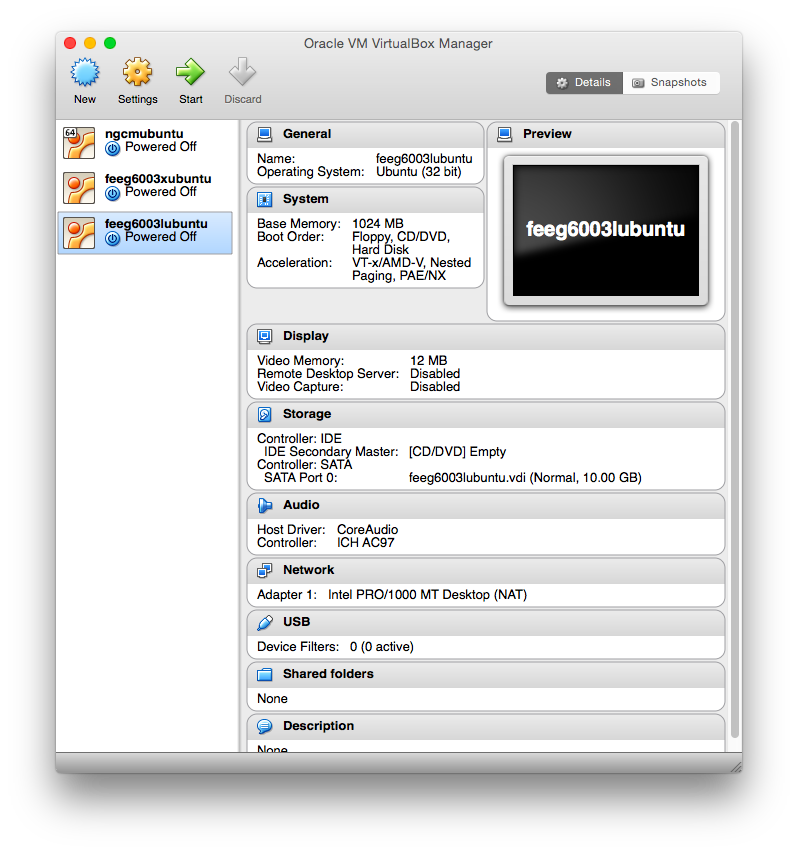 Oracle VM VirtualBox Manager
New
Settings
Start
Discard
Details
Snapshots
64
ngcmubuntu
Powered Off
feeg6003xubuntu
Powered Off
feeg6003lubuntu
Powered Off
General
Name: feeg6003lubuntu
Operating System: Ubuntu (32 bit)
System
Base Memory: 1024 MB
Boot Order: Floppy, CD/DVD,
Hard Disk
Acceleration: VT-x/AMD-V, Nested
Paging, PAE/NX
Preview
feeg6003lubuntu
Display
Video Memory: 12 MB
Remote Desktop Server: Disabled
Video Capture: Disabled
Storage
Controller: IDE
IDE Secondary Master: [CD/DVD] Empty
Controller: SATA
SATA Port 0: feeg6003lubuntu.vdi (Normal, 10.00 GB)
Audio
Host Driver: CoreAudio
Controller: ICH AC97
Network
Adapter 1: Intel PRO/1000 MT Desktop (NAT)
USB
Device Filters: 0 (0 active)
Shared folders
None
Description
None